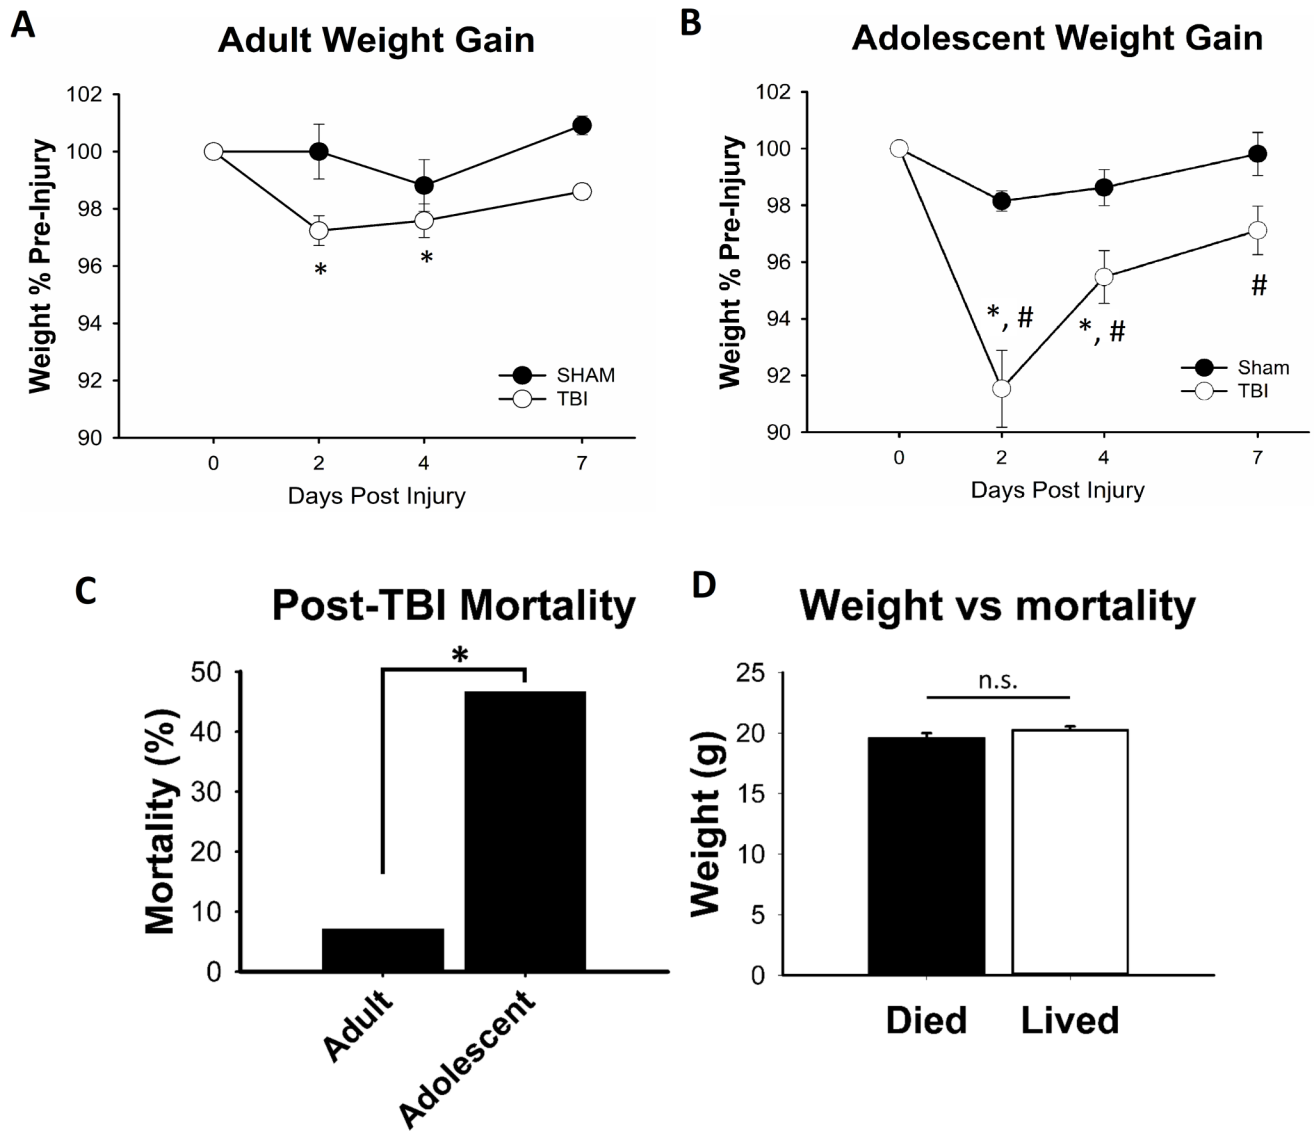 A
Adult Weight Gain
Weight % Pre-Injury
102
100
98
96
94
92
90
*
*
SHAM
TBI
0 2 4 7
Days Post Injury
B
Adolescent Weight Gain
Weight % Pre-Injury
102
100
98
96
94
92
90
*, #
*, #
#
Sham
TBI
0 2 4 7
Days Post Injury
C
Post-TBI Mortality
Mortality (%)
50
40
30
20
10
0
*
Adult
Adolescent
D
Weight vs mortality
Weight (g)
25
20
15
10
5
0
n.s.
Died Lived